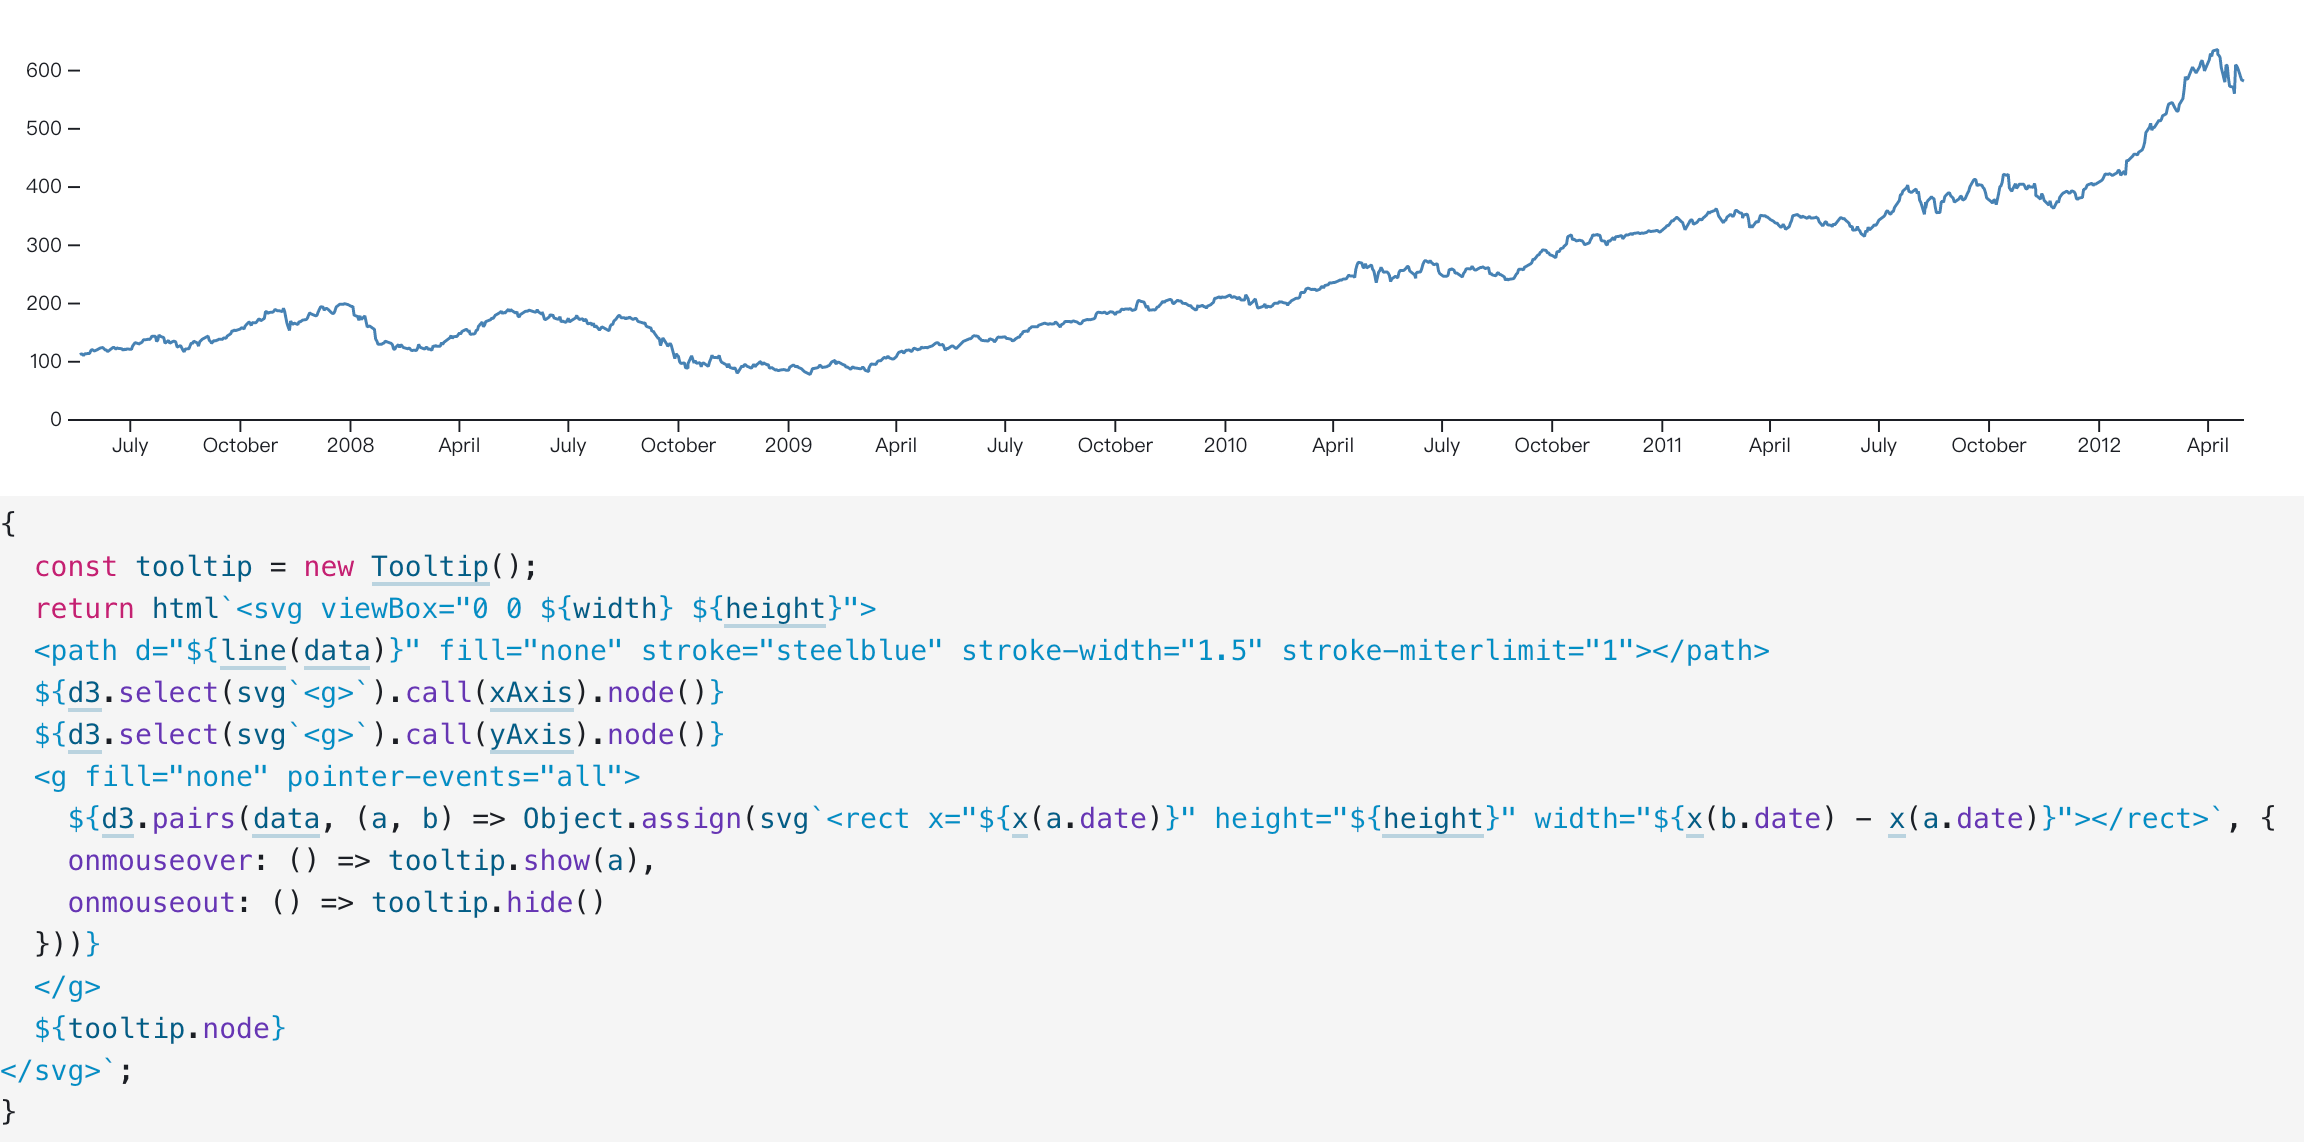 600
500
400
300
200
100
0
July October 2008 April July October 2009 April July October 2010 April July October 2011 April July October 2012 April
{
  const tooltip = new Tooltip();
  return html`<svg viewBox="0 0 ${width} ${height}">
  <path d="${line(data)}" fill="none" stroke="steelblue" stroke-width="1.5" stroke-miterlimit="1"></path>
  ${d3.select(svg`<g>`).call(xAxis).node()}
  ${d3.select(svg`<g>`).call(yAxis).node()}
  <g fill="none" pointer-events="all">
    ${d3.pairs(data, (a, b) => Object.assign(svg`<rect x="${x(a.date)}" height="${height}" width="${x(b.date) - x(a.date)}"></rect>`, {
    onmouseover: () => tooltip.show(a),
    onmouseout: () => tooltip.hide()
  }))}
  </g>
  ${tooltip.node}
</svg>`;
}